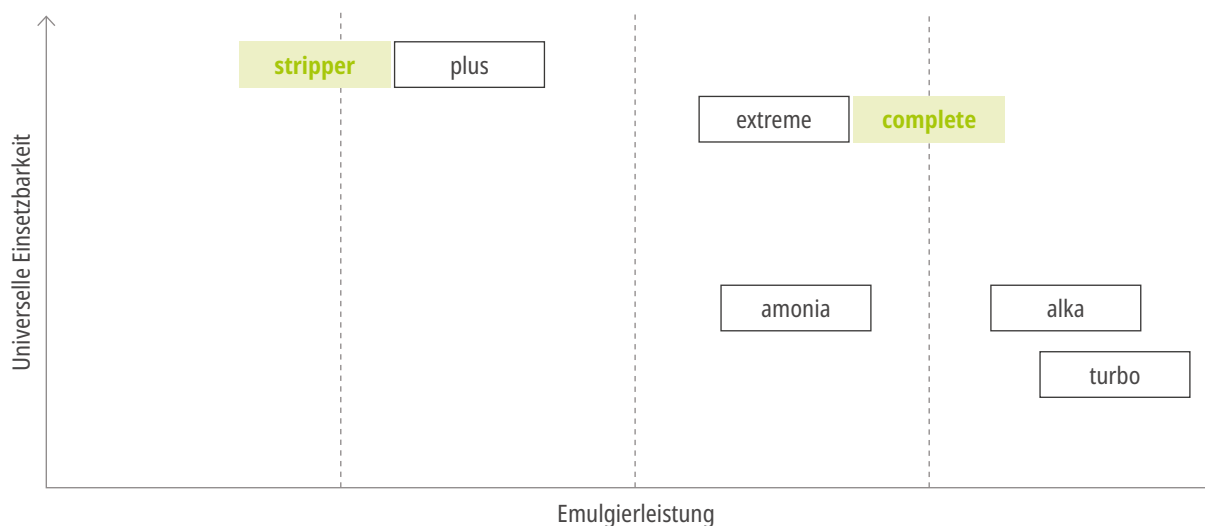 stripper
plus
extreme
complete
Universelle Einsetzbarkeit
amonia
alka
turbo
Emulgierleistung